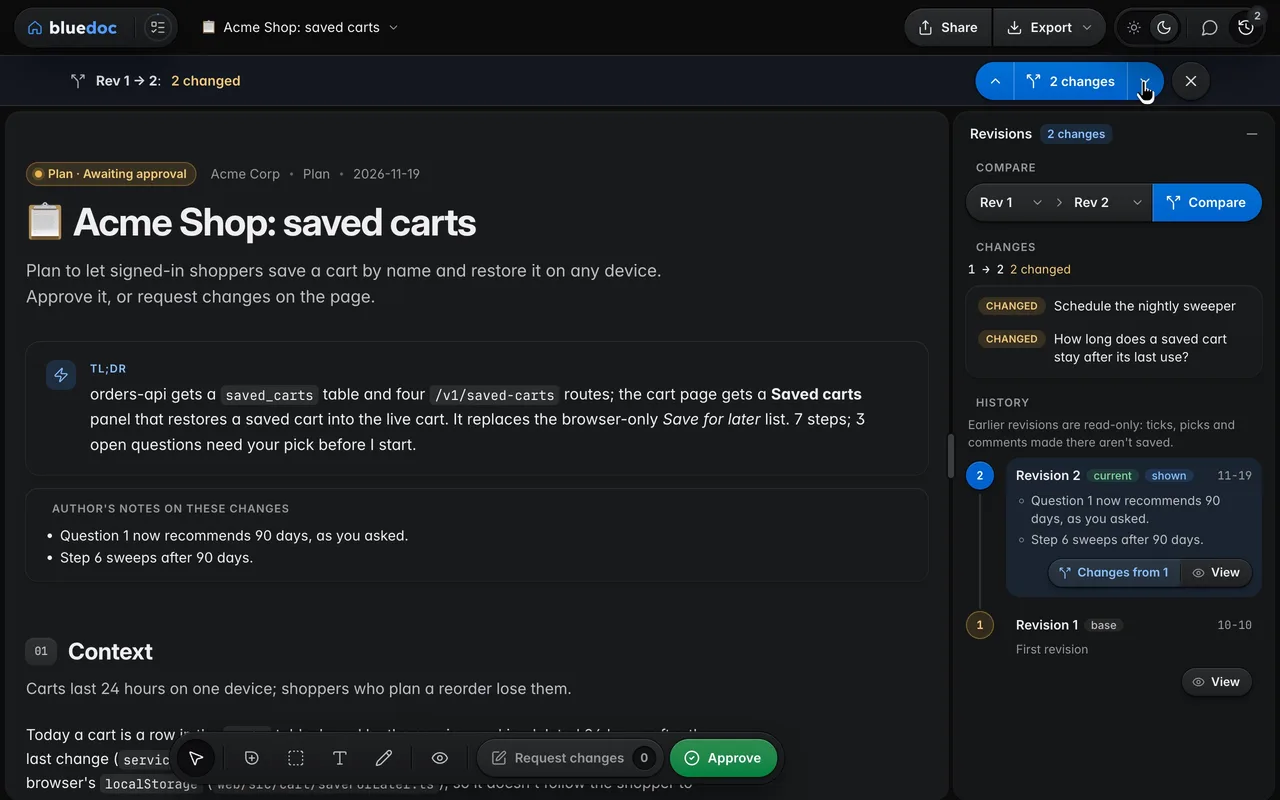 bluedoc
Acme Shop: saved carts
Share
Export
2
Rev 1 → 2: 2 changed
2 changes
Plan · Awaiting approval
Acme Corp • Plan • 2026-11-19
Acme Shop: saved carts
Plan to let signed-in shoppers save a cart by name and restore it on any device.
Approve it, or request changes on the page.
TL;DR
orders-api gets a saved_carts table and four /v1/saved-carts routes; the cart page gets a Saved carts
panel that restores a saved cart into the live cart. It replaces the browser-only Save for later list. 7 steps; 3
open questions need your pick before I start.
AUTHOR'S NOTES ON THESE CHANGES
• Question 1 now recommends 90 days, as you asked.
• Step 6 sweeps after 90 days.
01 Context
Carts last 24 hours on one device; shoppers who plan a reorder lose them.
Today a cart is a row in
last change (servic
browser's localStorage
Request changes 0
Approve
Revisions 2 changes
COMPARE
Rev 1 > Rev 2 Compare
CHANGES
1 → 2 2 changed
CHANGED Schedule the nightly sweeper
CHANGED How long does a saved cart
stay after its last use?
HISTORY
Earlier revisions are read-only: ticks, picks and
comments made there aren't saved.
2 Revision 2 current shown 11-19
Question 1 now recommends 90
days, as you asked.
Step 6 sweeps after 90 days.
Changes from 1 View
1 Revision 1 base 10-10
First revision
View